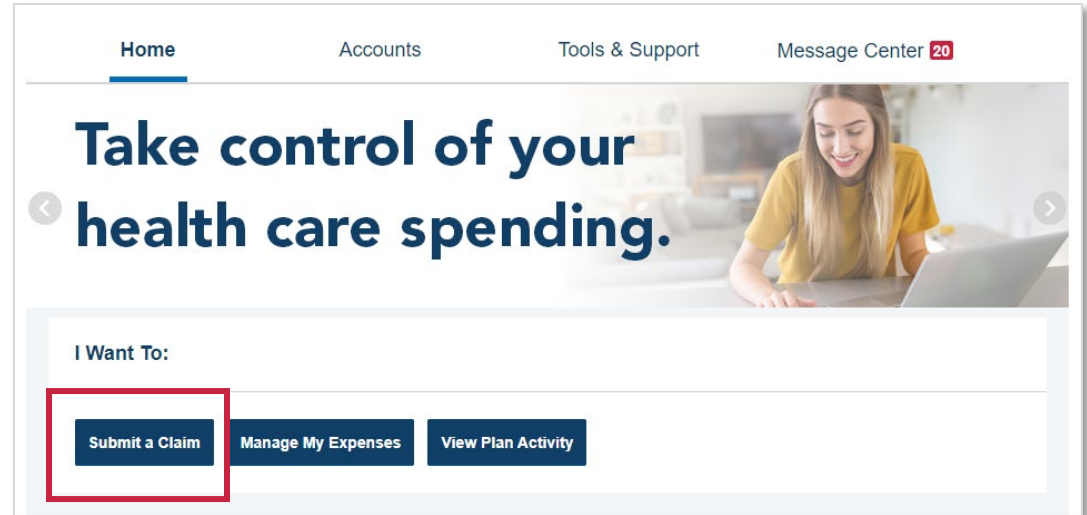 Home Accounts Tools & Support Message Center 20
Take control of your
health care spending.
I Want To:
Submit a Claim Manage My Expenses View Plan Activity